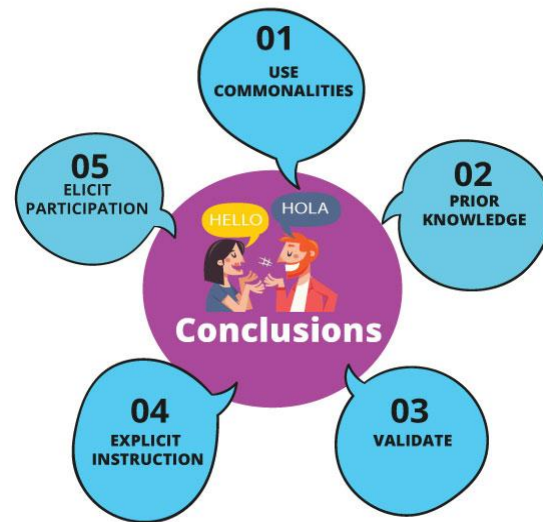 01
USE
COMMONALITIES
02
PRIOR
KNOWLEDGE
03
VALIDATE
04
EXPLICIT
INSTRUCTION
05
ELICIT
PARTICIPATION
HELLO
HOLA
Conclusions